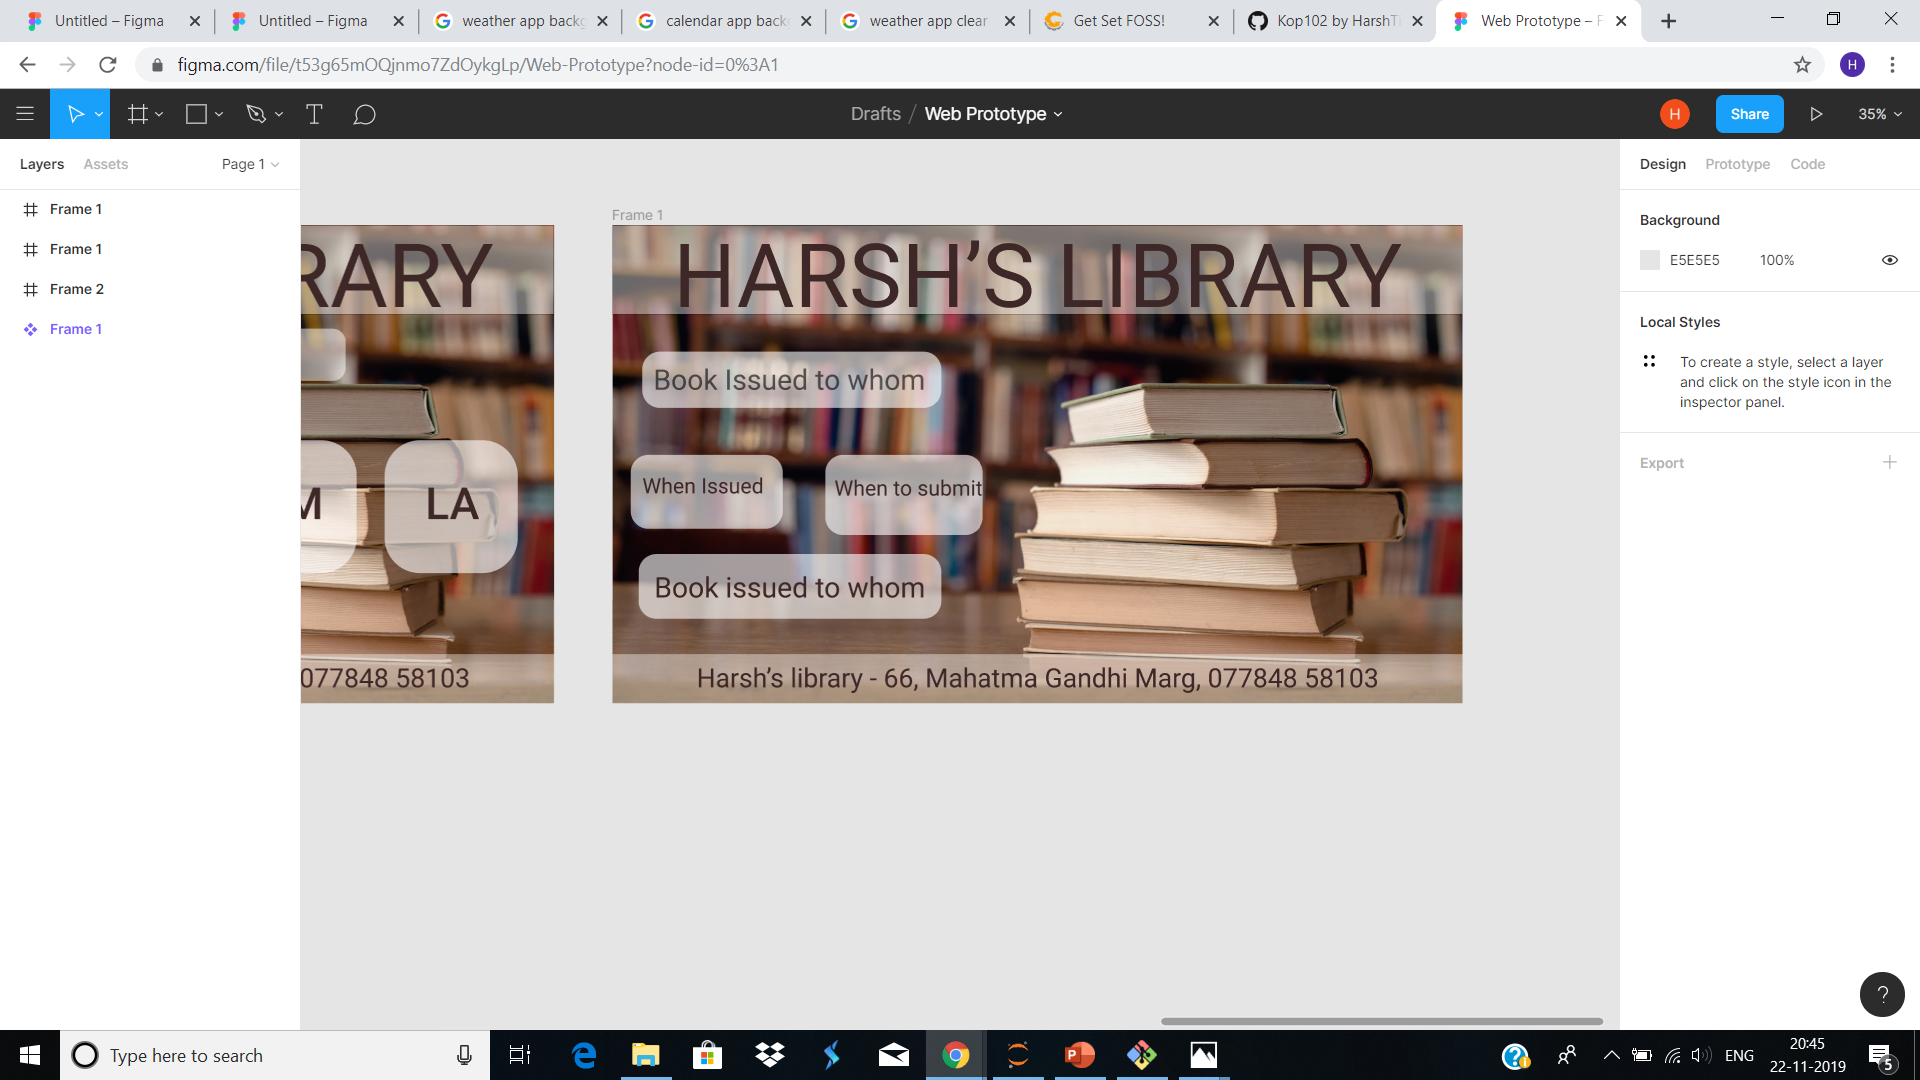 Untitled – Figma
Untitled – Figma
weather app backg
calendar app back
weather app clear
Get Set FOSS!
Kop102 by HarshT
Web Prototype – F
figma.com/file/t53g65mOQjnmo7ZdOykgLp/Web-Prototype?node-id=0%3A1
H
Drafts / Web Prototype
H
Share
35%
Layers
Assets
Page 1
Frame 1
Frame 1
Frame 2
Frame 1
RARY
M
LA
077848 58103
Frame 1
HARSH’S LIBRARY
Book Issued to whom
When Issued
When to submit
Book issued to whom
Harsh’s library - 66, Mahatma Gandhi Marg, 077848 58103
Design
Prototype
Code
Background
E5E5E5
100%
Local Styles
To create a style, select a layer
and click on the style icon in the
inspector panel.
Export
?
Type here to search
ENG
20:45
22-11-2019
5